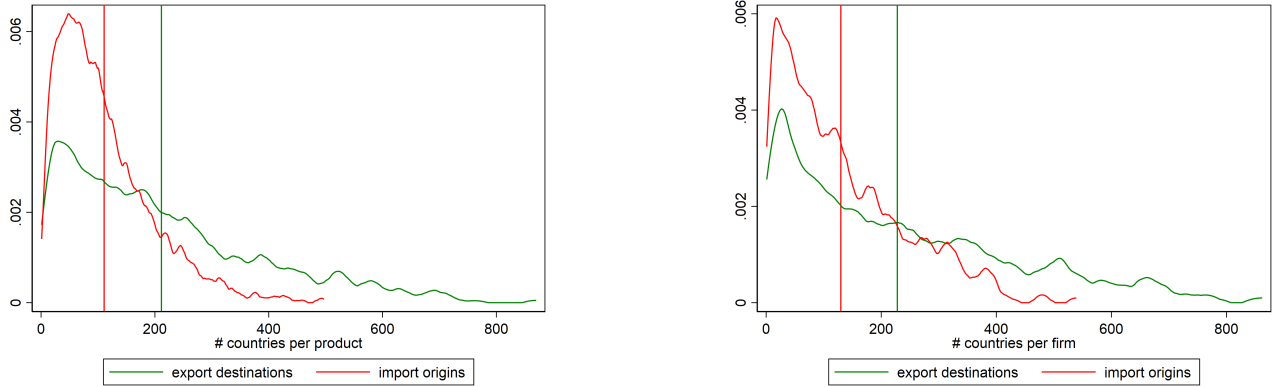 .006
.004
.002
0
0 200 400 600 800
# countries per product
export destinations import origins
.006
.004
.002
0
0 200 400 600 800
# countries per firm
export destinations import origins